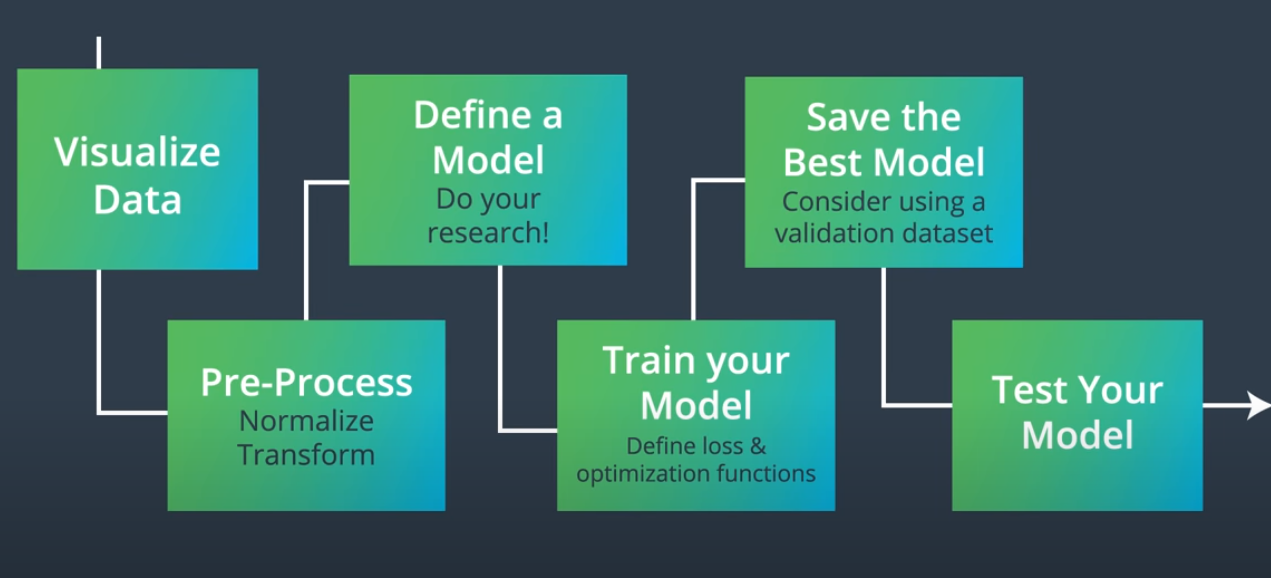 Visualize
Data
Pre-Process
Normalize
Transform
Define a
Model
Do your
research!
Train your
Model
Define loss &
optimization functions
Save the
Best Model
Consider using a
validation dataset
Test Your
Model